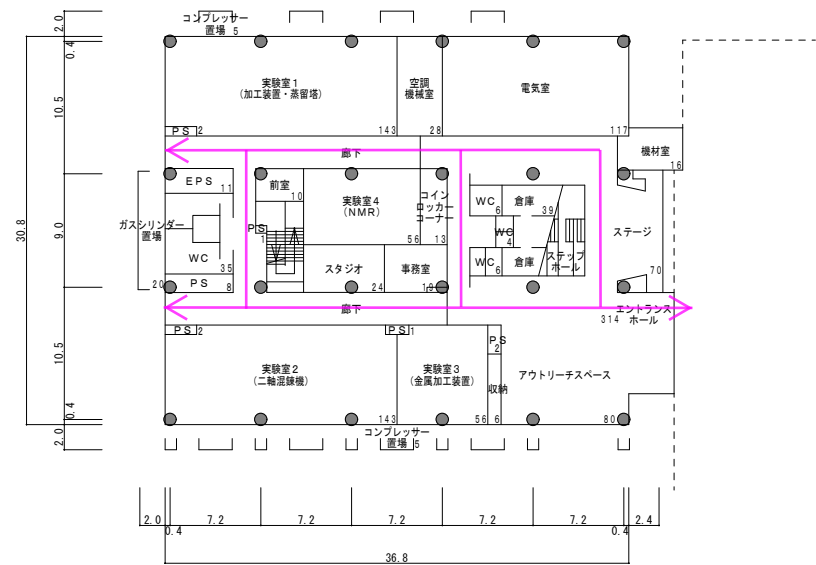 2.0
コンプレッサー
置場 5
0.4
実験室1
(加工装置・蒸留塔)
空調
機械室
電気室
10.5
PS 2
143
28
117
廊下
機材室
16
EPS
11
前室
10
実験室4
(NMR)
コイン
ロッカー
コーナー
WC
6
倉庫
39
30.8
9.0
ガスシリンダー
置場
PS
1
56
13
WC
4
ステージ
WC
35
スタジオ
事務室
WC
6
倉庫
ステップ
ホール
70
20
PS
8
24
19
廊下
エントランス
ホール
314
PS 2
PS 1
PS
2
10.5
実験室2
(二軸混錬機)
実験室3
(金属加工装置)
収納
アウトリーチスペース
0.4
143
56
6
80
2.0
コンプレッサー
置場 5
2.0
7.2
7.2
7.2
7.2
7.2
2.4
0.4
0.4
36.8